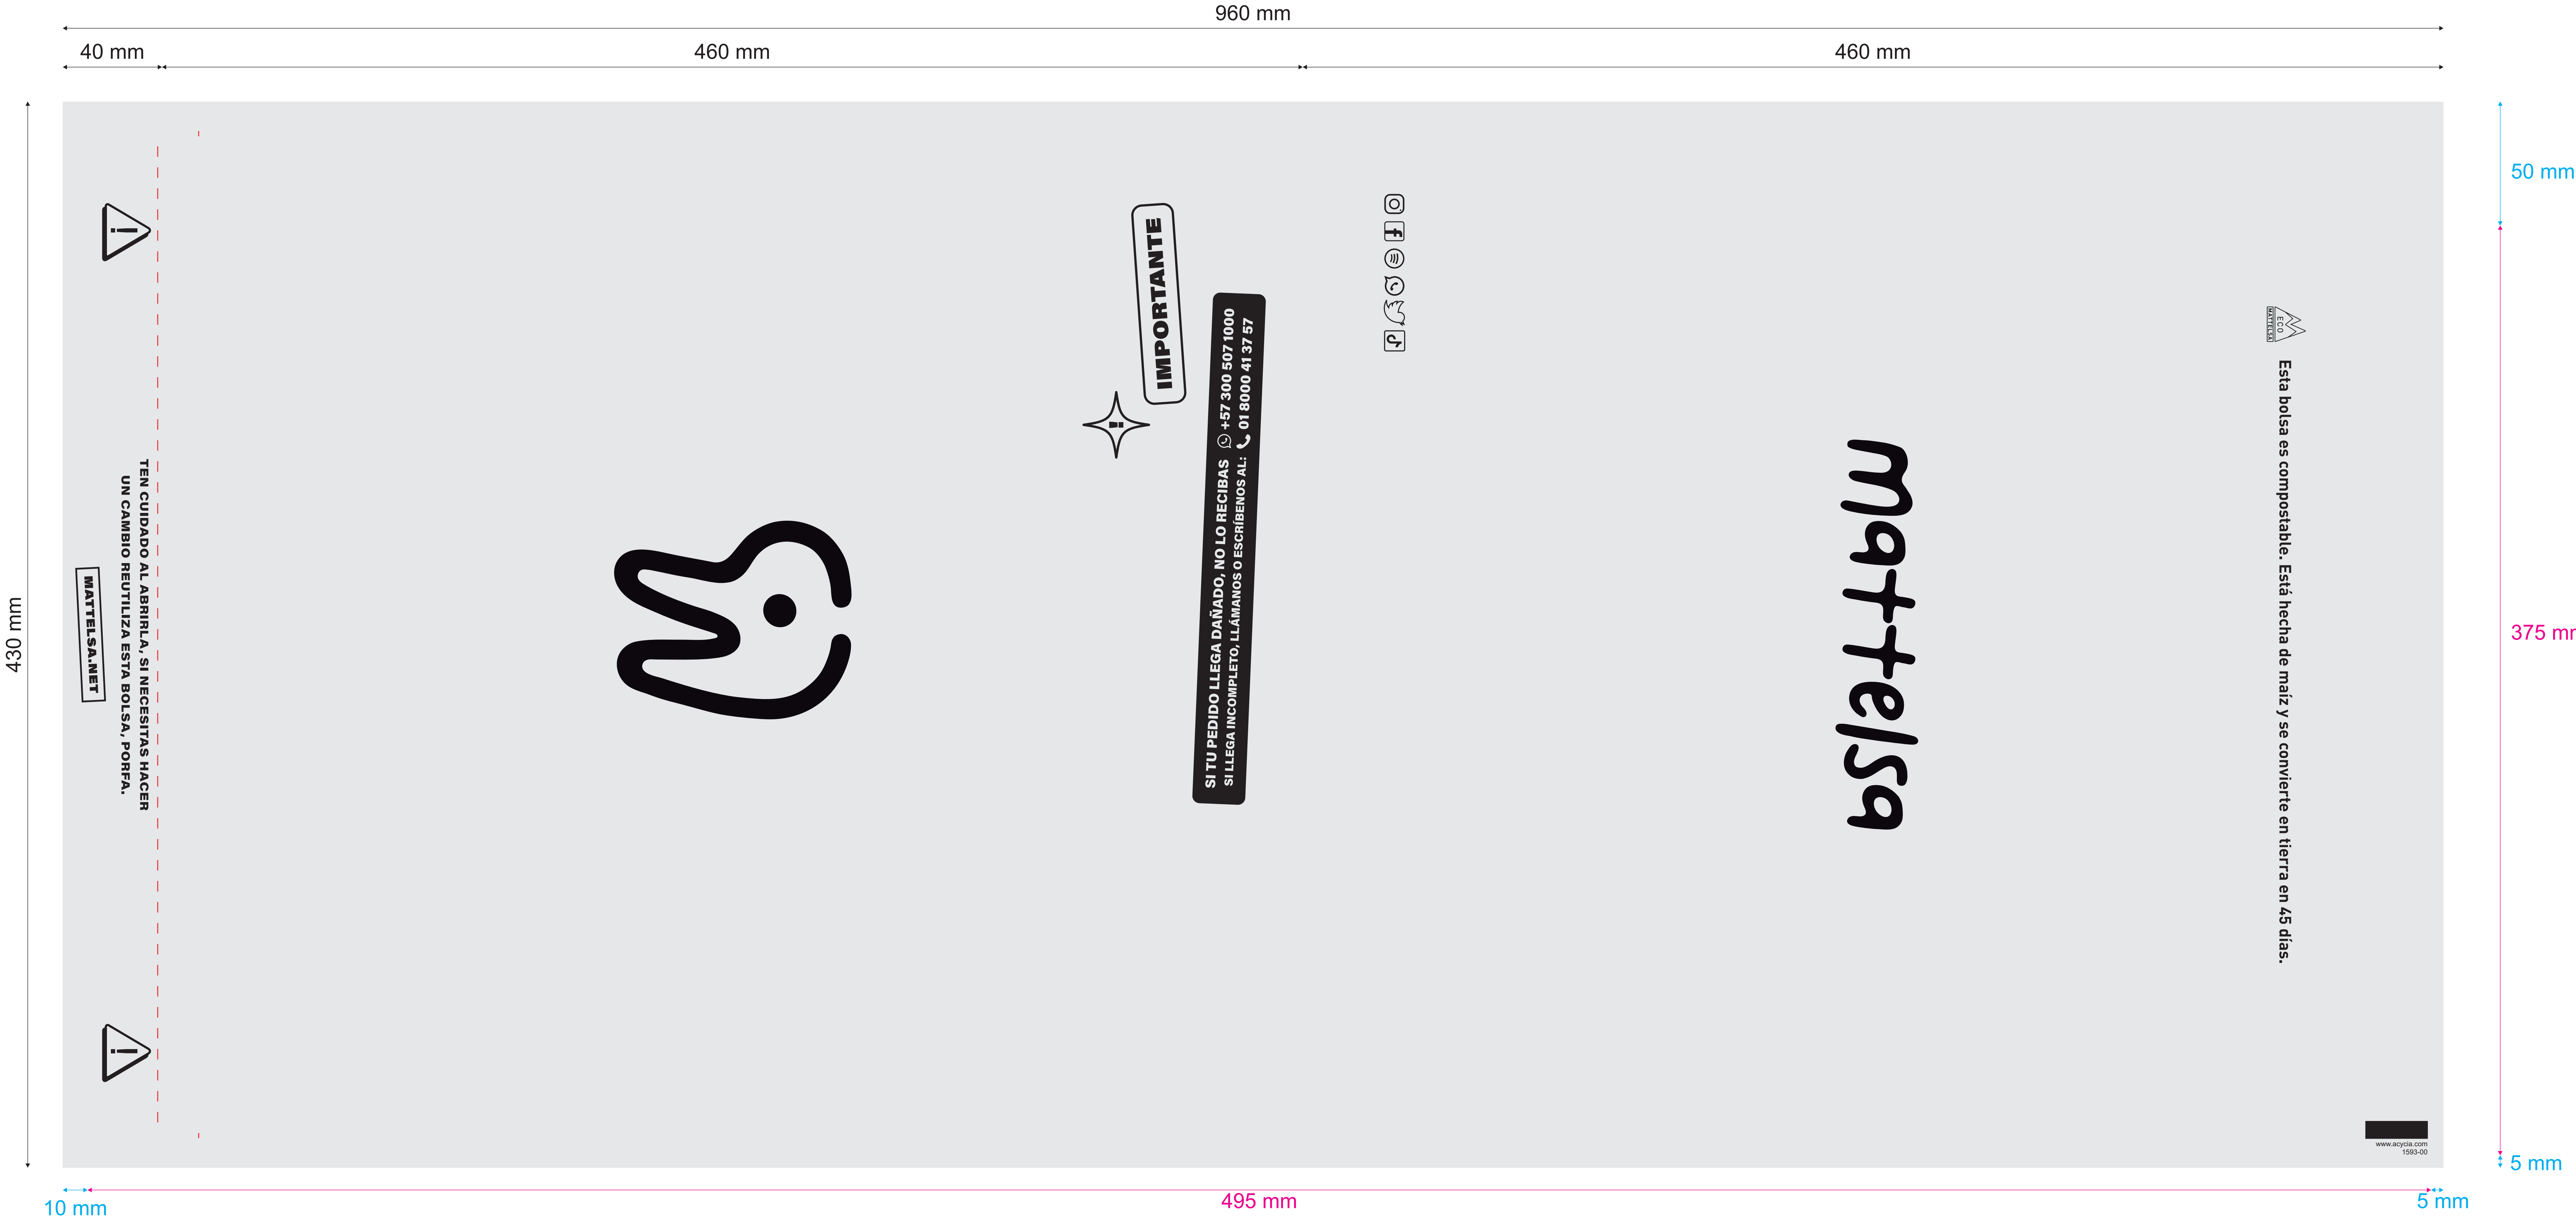 960 mm
40 mm
460 mm
460 mm
430 mm
50 mm
375 mm
5 mm
10 mm
495 mm
5 mm
TEN CUIDADO AL ABRIRLA, SI NECESITAS HACER
UN CAMBIO REUTILIZA ESTA BOLSA, PORFA.
MATTELSA.NET
IMPORTANTE
SI TU PEDIDO LLEGA DAÑADO, NO LO RECIBAS +57 300 507 1000
SI LLEGA INCOMPLETO, LLÁMANOS O ESCRÍBENOS AL: 01 8000 41 37 57
mattelsa
ECO
MATTELSA
Esta bolsa es compostable. Está hecha de maíz y se convierte en tierra en 45 días.
www.acycia.com
1593-00